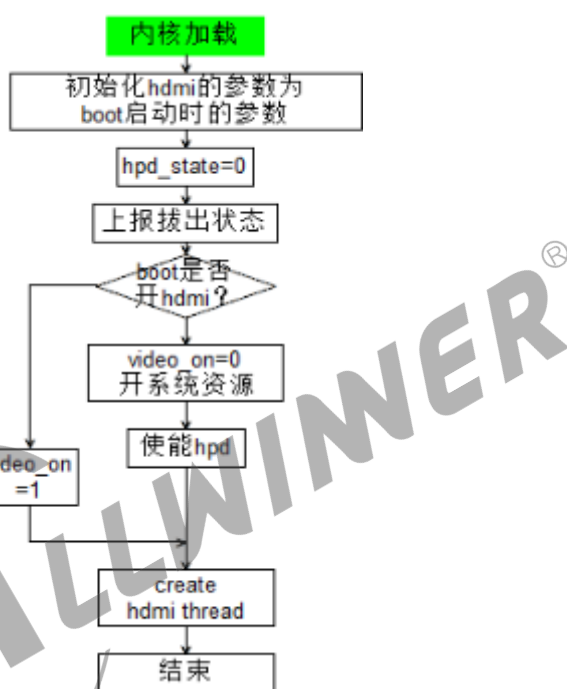 内核加载
初始化hdmi的参数为
boot启动时的参数
hpd_state=0
上报拔出状态
boot是否
开hdmi？
video_on=0
开系统资源
使能hpd
deo_on
=1
create
hdmi thread
结束
ALLWINNER®